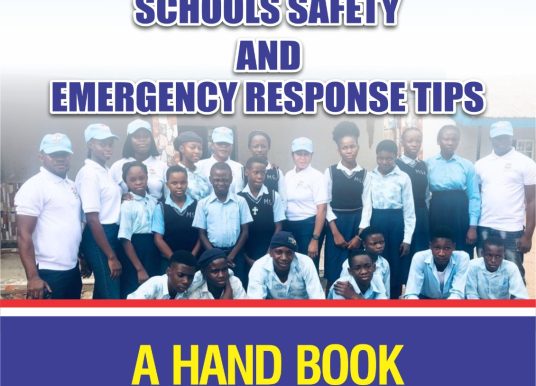 SCHOOLS SAFETY
AND
EMERGENCY RESPONSE TIPS
A HAND BOOK